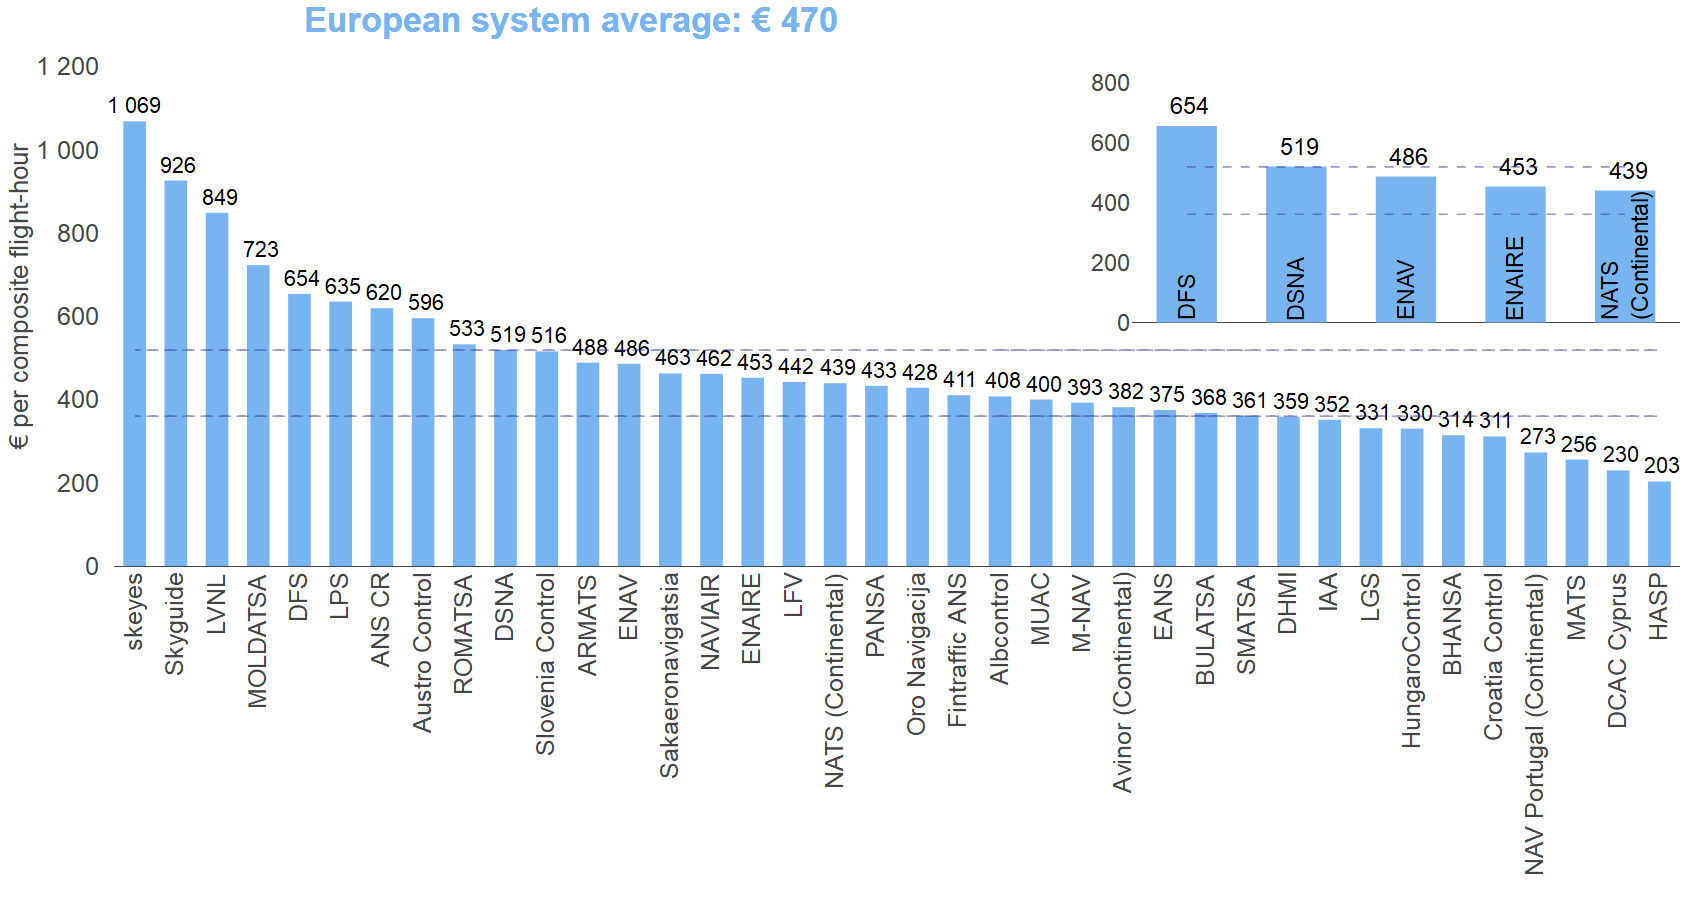 European system average: € 470
€ per composite flight-hour
1 200
1 000
800
600
400
200
0
1 069
926
849
723
654
635
620
596
533
519
516
488
486
463
462
453
442
439
433
428
411
408
400
393
382
375
368
361
359
352
331
330
314
311
273
256
230
203
skeyes
Skyguide
LVNL
MOLDATSA
DFS
LPS
ANS CR
Austro Control
ROMATSA
DSNA
Slovenia Control
ARMATS
ENAV
Sakaeronavigatsia
NAVIAIR
ENAIRE
LFV
NATS (Continental)
PANSA
Oro Navigacija
Fintraffic ANS
Albcontrol
MUAC
M-NAV
Avinor (Continental)
EANS
BULATSA
SMATSA
DHMI
IAA
LGS
HungaroControl
BHANSA
Croatia Control
NAV Portugal (Continental)
MATS
DCAC Cyprus
HASP
800
600
400
200
0
654
519
486
453
439
DFS
DSNA
ENAV
ENAIRE
NATS
(Continental)